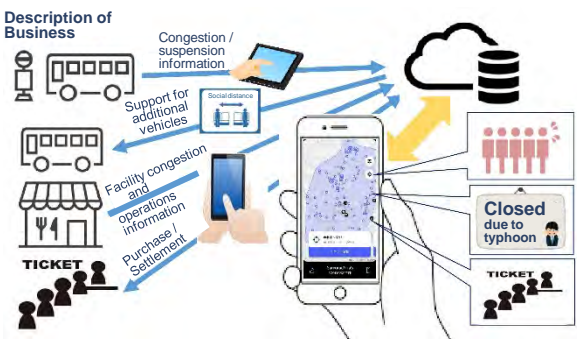 Description of
Business
Congestion /
suspension
information
Support for
additional
vehicles
Social distance
Facility congestion
and
operations
information
Purchase /
Settlement
TICKET
Closed
due to
typhoon
TICKET